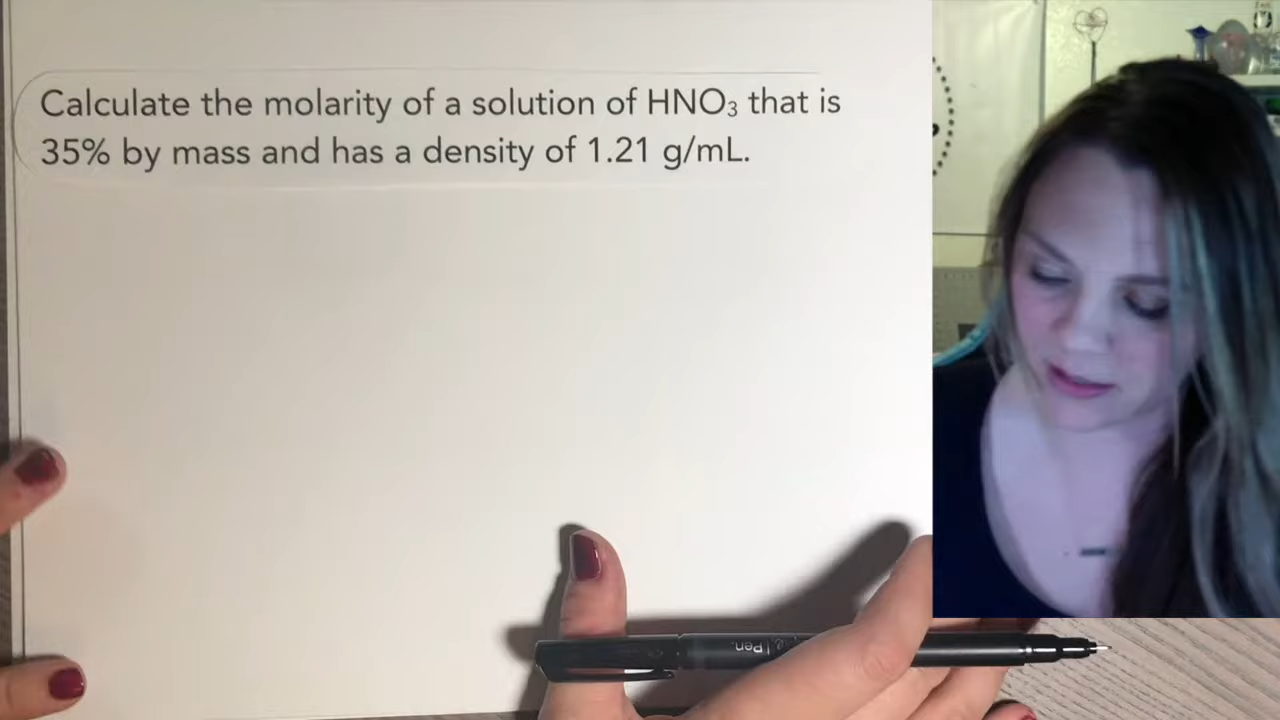 Calculate the molarity of a solution of HNO₃ that is
35% by mass and has a density of 1.21 g/mL.
Pen.